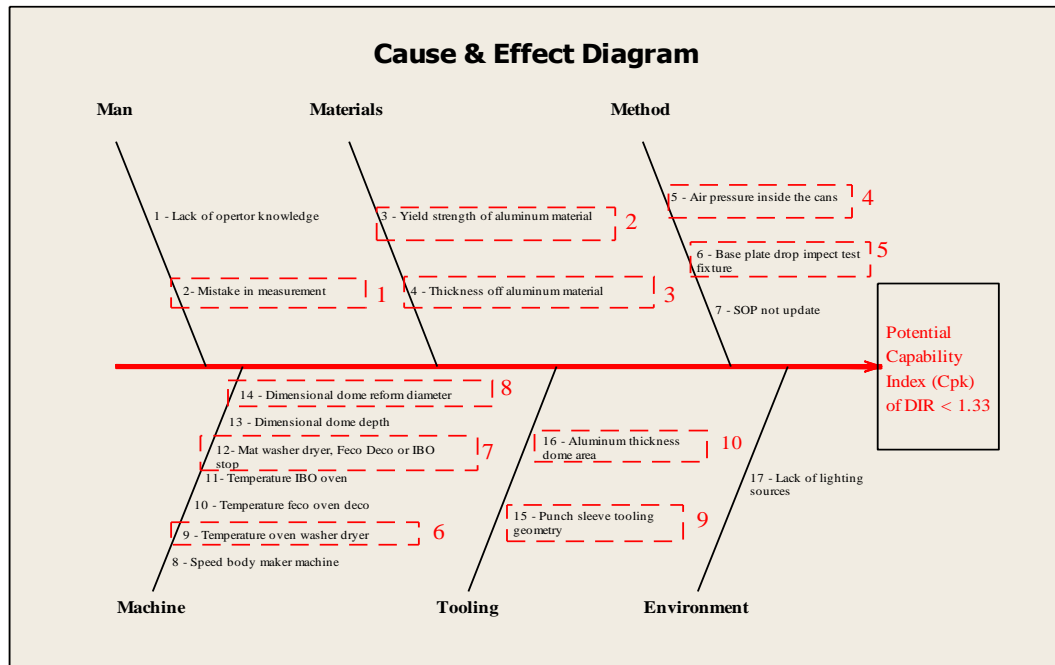 Cause & Effect Diagram
Man
Materials
Method
1 - Lack of opertor knowledge
2- Mistake in measurement
1
3 - Yield strength of aluminum material
2
4 - Thickness off aluminum material
3
5 - Air pressure inside the cans
4
6 - Base plate drop impect test
fixture
5
7 - SOP not update
Potential
Capability
Index (Cpk)
of DIR < 1.33
14 - Dimensional dome reform diameter
8
13 - Dimensional dome depth
12- Mat washer dryer, Feco Deco or IBO
stop
7
11- Temperature IBO oven
10 - Temperature feco oven deco
9 - Temperature oven washer dryer
6
8 - Speed body maker machine
16 - Aluminum thickness
dome area
10
15 - Punch sleeve tooling
geometry
9
17 - Lack of lighting
sources
Machine
Tooling
Environment